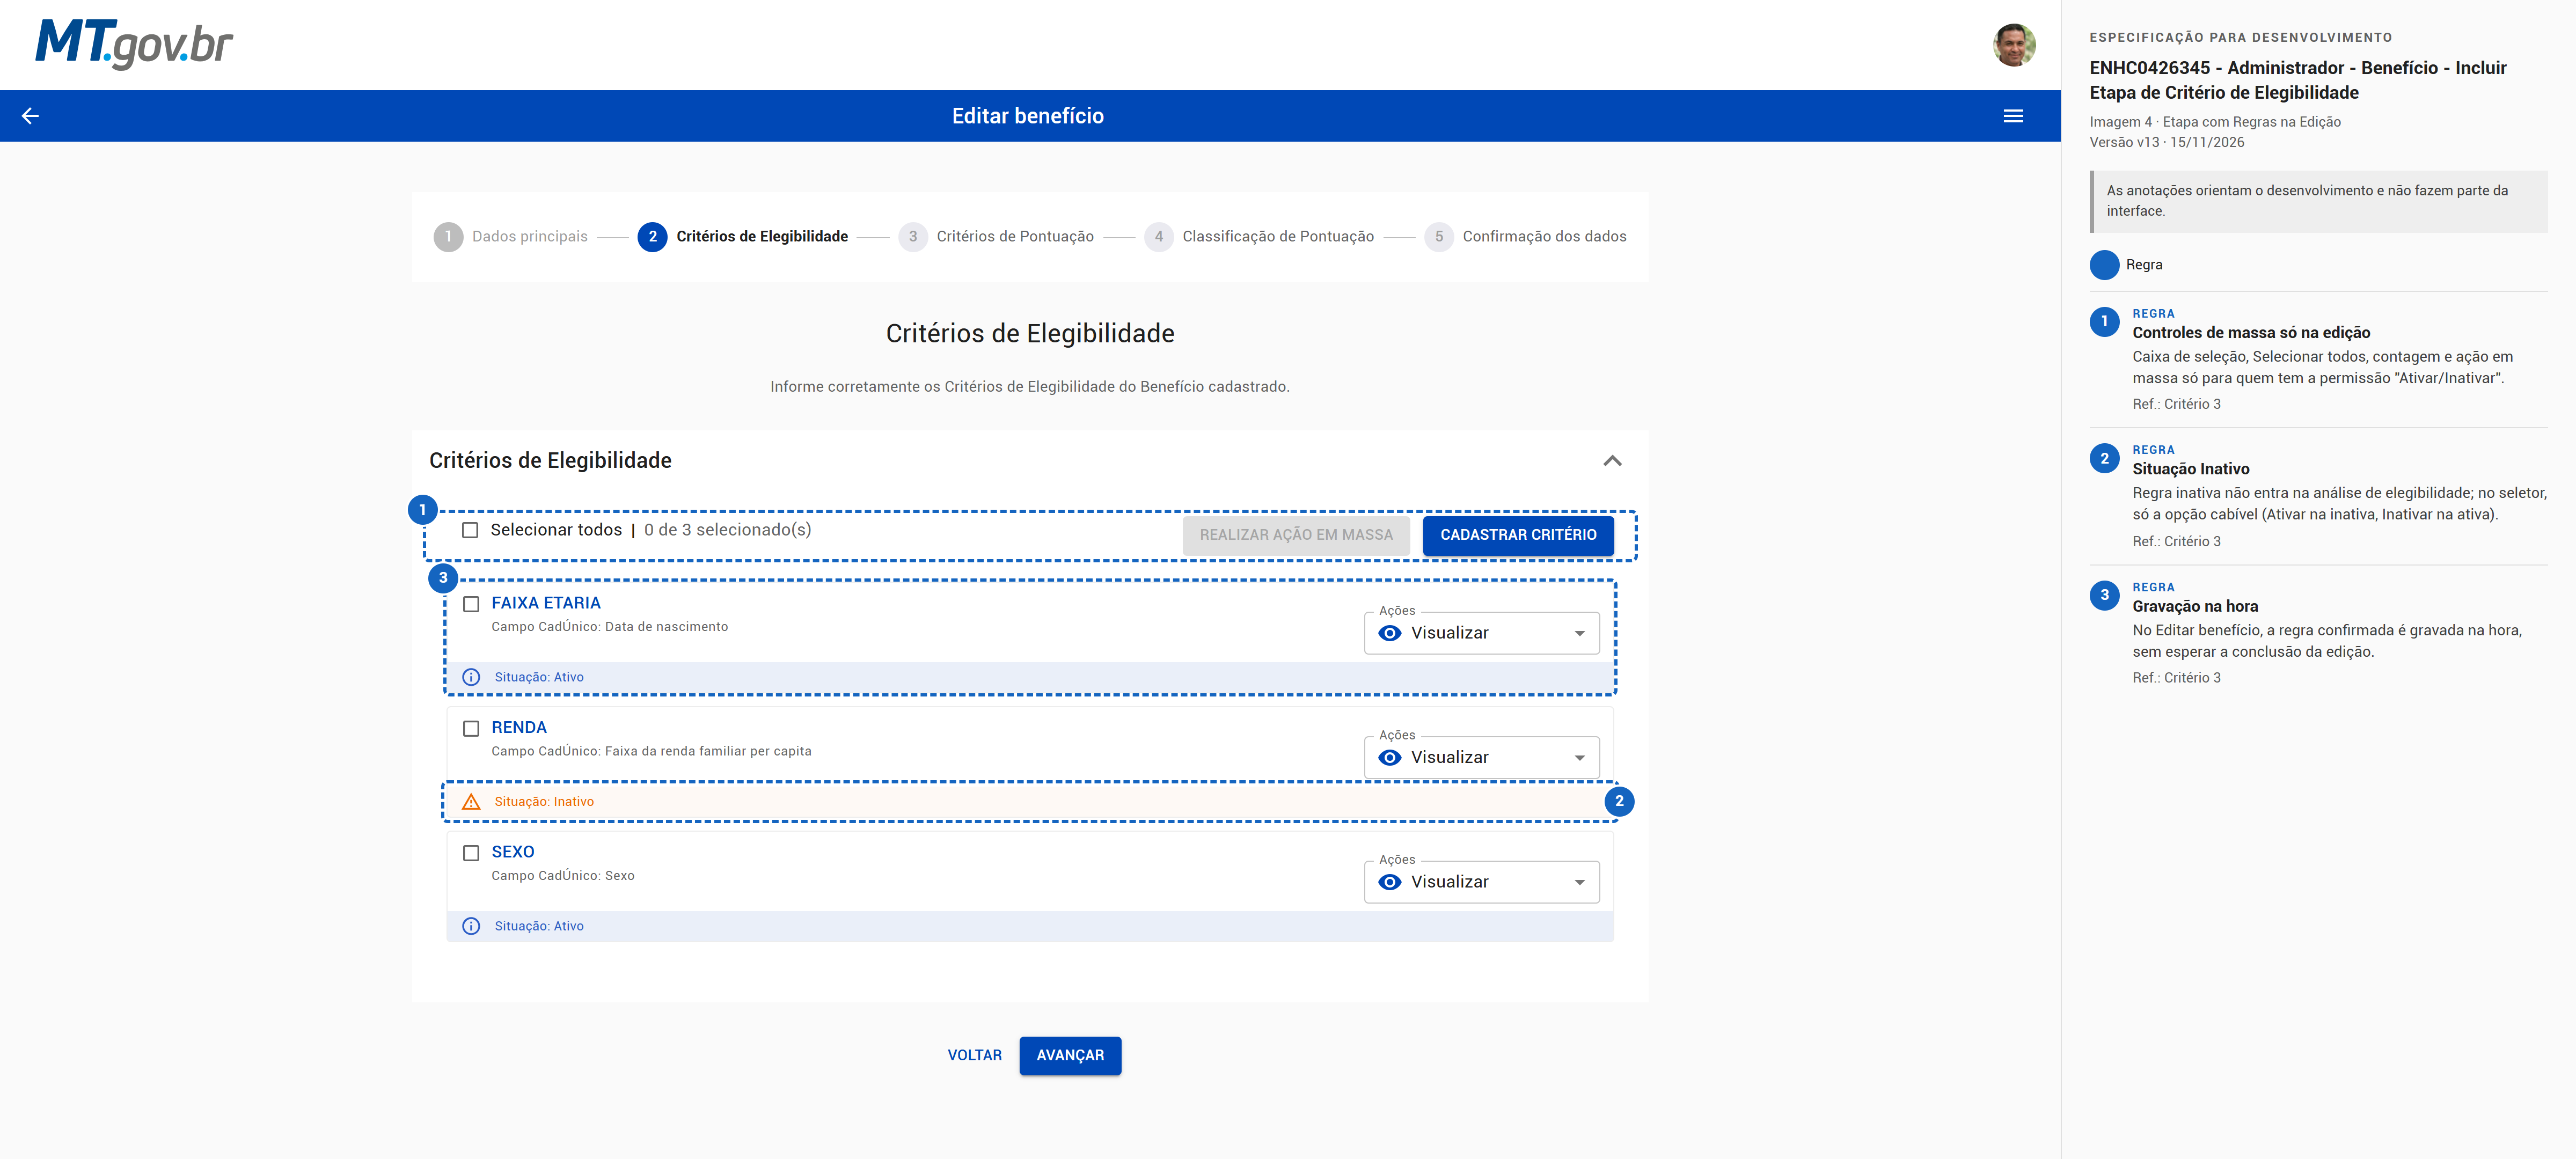 MT.gov.br
Editar benefício
1 Dados principais
2 Critérios de Elegibilidade
3 Critérios de Pontuação
4 Classificação de Pontuação
5 Confirmação dos dados
Critérios de Elegibilidade
Informe corretamente os Critérios de Elegibilidade do Benefício cadastrado.
Critérios de Elegibilidade
1
Selecionar todos | 0 de 3 selecionado(s)
REALIZAR AÇÃO EM MASSA
CADASTRAR CRITÉRIO
3
FAIXA ETARIA
Campo CadÚnico: Data de nascimento
Ações
Visualizar
Situação: Ativo
RENDA
Campo CadÚnico: Faixa da renda familiar per capita
Ações
Visualizar
Situação: Inativo
2
SEXO
Campo CadÚnico: Sexo
Ações
Visualizar
Situação: Ativo
VOLTAR
AVANÇAR
ESPECIFICAÇÃO PARA DESENVOLVIMENTO
ENHC0426345 - Administrador - Benefício - Incluir
Etapa de Critério de Elegibilidade
Imagem 4 · Etapa com Regras na Edição
Versão v13 · 15/11/2026
As anotações orientam o desenvolvimento e não fazem parte da
interface.
Regra
1
REGRA
Controles de massa só na edição
Caixa de seleção, Selecionar todos, contagem e ação em
massa só para quem tem a permissão "Ativar/Inativar".
Ref.: Critério 3
2
REGRA
Situação Inativo
Regra inativa não entra na análise de elegibilidade; no seletor,
só a opção cabível (Ativar na inativa, Inativar na ativa).
Ref.: Critério 3
3
REGRA
Gravação na hora
No Editar benefício, a regra confirmada é gravada na hora,
sem esperar a conclusão da edição.
Ref.: Critério 3